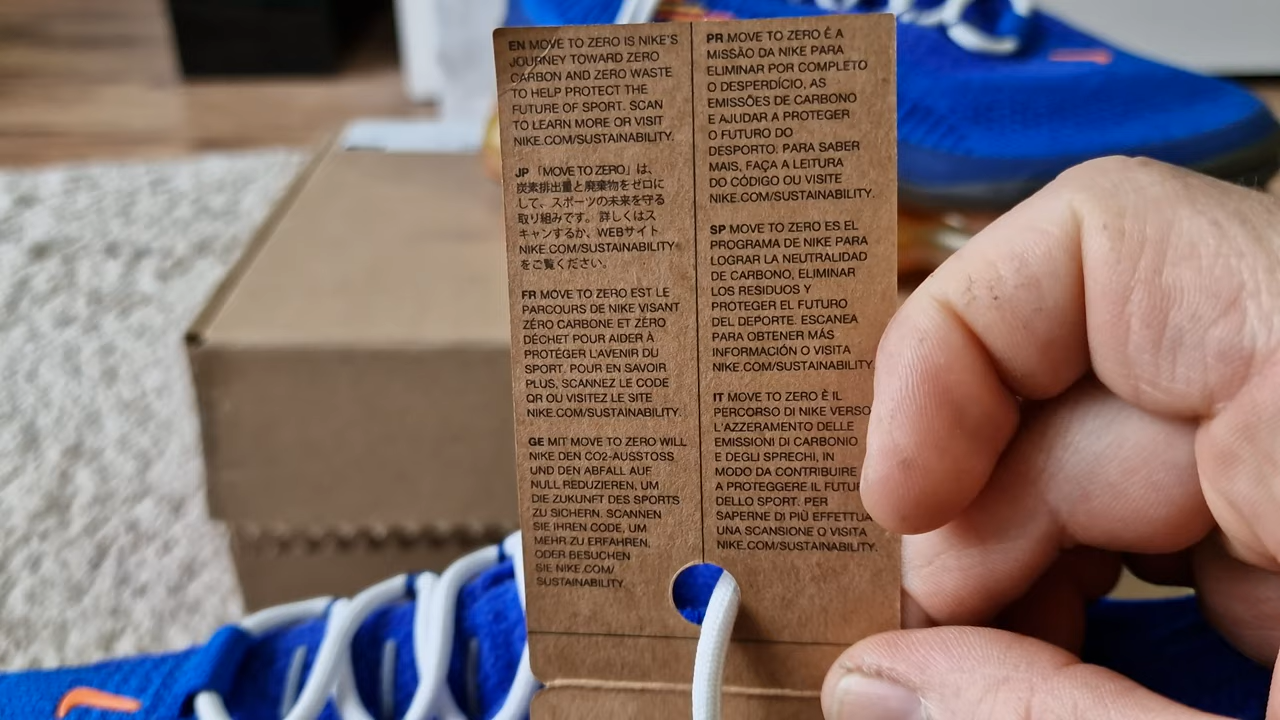 EN MOVE TO ZERO IS NIKE'S
JOURNEY TOWARD ZERO
CARBON AND ZERO WASTE
TO HELP PROTECT THE
FUTURE OF SPORT. SCAN
TO LEARN MORE OR VISIT
NIKE.COM/SUSTAINABILITY.
JP 「MOVE TO ZERO」は、
炭素排出量と廃棄物をゼロに
して、スポーツの未来を守る
取り組みです。詳しくはス
キャンするか、WEBサイト
NIKE.COM/SUSTAINABILITY
をご覧ください。
FR MOVE TO ZERO EST LE
PARCOURS DE NIKE VISANT
ZÉRO CARBONE ET ZÉRO
DÉCHET POUR AIDER À
PROTÉGER L'AVENIR DU
SPORT. POUR EN SAVOIR
PLUS, SCANNEZ LE CODE
QR OU VISITEZ LE SITE
NIKE.COM/SUSTAINABILITY.
GE MIT MOVE TO ZERO WILL
NIKE DEN CO2-AUSSTOSS
UND DEN ABFALL AUF
NULL REDUZIEREN, UM
DIE ZUKUNFT DES SPORTS
ZU SICHERN. SCANNEN
SIE IHREN CODE, UM
MEHR ZU ERFAHREN,
ODER BESUCHEN
SIE NIKE.COM/
SUSTAINABILITY.
PR MOVE TO ZERO É A
MISSÃO DA NIKE PARA
ELIMINAR POR COMPLETO
O DESPERDÍCIO, AS
EMISSÕES DE CARBONO
E AJUDAR A PROTEGER
O FUTURO DO
DESPORTO. PARA SABER
MAIS, FAÇA A LEITURA
DO CÓDIGO OU VISITE
NIKE.COM/SUSTAINABILITY.
SP MOVE TO ZERO ES EL
PROGRAMA DE NIKE PARA
LOGRAR LA NEUTRALIDAD
DE CARBONO, ELIMINAR
LOS RESIDUOS Y
PROTEGER EL FUTURO
DEL DEPORTE. ESCANEA
PARA OBTENER MÁS
INFORMACIÓN O VISITA
NIKE.COM/SUSTAINABILITY.
IT MOVE TO ZERO È IL
PERCORSO DI NIKE VERSO
L'AZZERAMENTO DELLE
EMISSIONI DI CARBONIO
E DEGLI SPRECHI, IN
MODO DA CONTRIBUIRE
A PROTEGGERE IL
DELLO SPORT. PER
SAPERNE DI PIÙ EFFETTUA
UNA SCANSIONE O VISITA
NIKE.COM/SUSTAINABILITY.